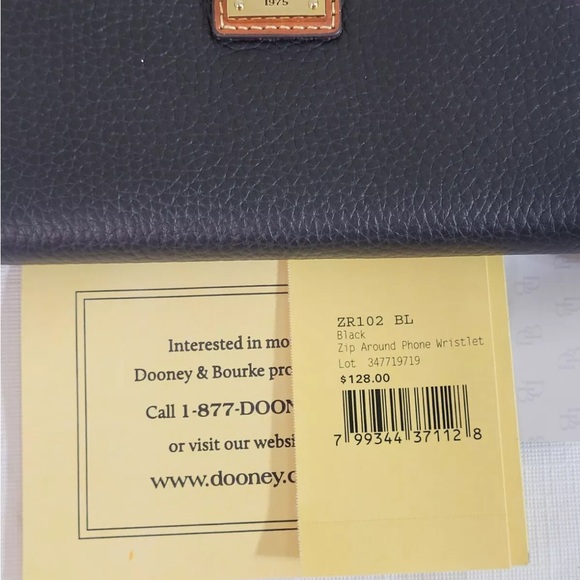 1975
Interested in mo
Dooney & Bourke pro
Call 1-877-DOON
or visit our websi
www.dooney.c
ZR102 BL
Black
Zip Around Phone Wristlet
Lot 347719719
$128.00
7 99344 37112 8